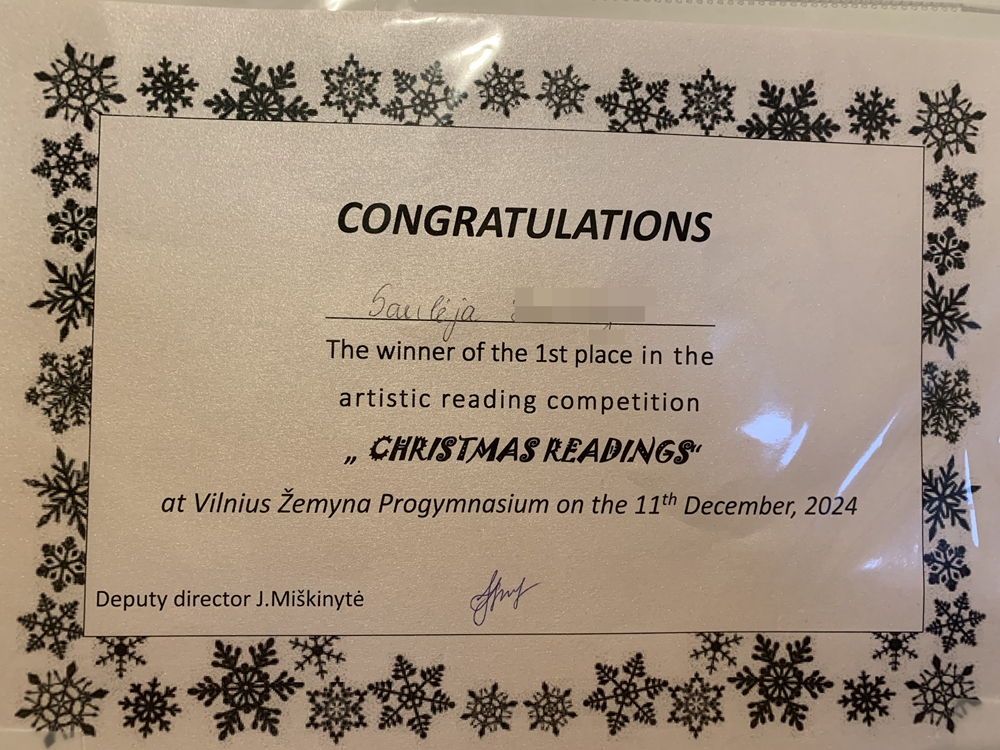 CONGRATULATIONS
Saulėja
The winner of the 1st place in the
artistic reading competition
„ CHRISTMAS READINGS“
at Vilnius Žemyna Progymnasium on the 11th December, 2024
Deputy director J.Miškinytė